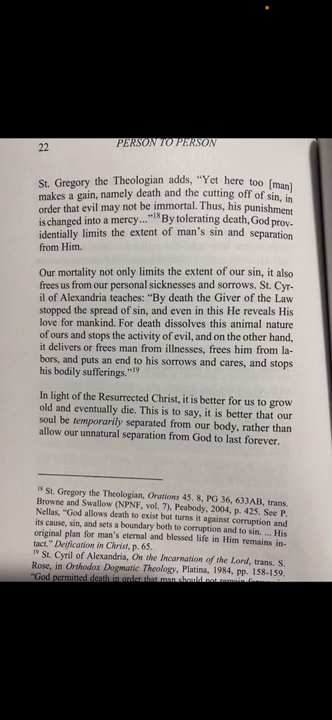 22
PERSON TO PERSON
St. Gregory the Theologian adds, “Yet here too [man]
makes a gain, namely death and the cutting off of sin, in
order that evil may not be immortal. Thus, his punishment
is changed into a mercy...”18 By tolerating death, God prov-
identially limits the extent of man’s sin and separation
from Him.
Our mortality not only limits the extent of our sin, it also
frees us from our personal sicknesses and sorrows. St. Cyr-
il of Alexandria teaches: “By death the Giver of the Law
stopped the spread of sin, and even in this He reveals His
love for mankind. For death dissolves this animal nature
of ours and stops the activity of evil, and on the other hand,
it delivers or frees man from illnesses, frees him from la-
bors, and puts an end to his sorrows and cares, and stops
his bodily sufferings.”19
In light of the Resurrected Christ, it is better for us to grow
old and eventually die. This is to say, it is better that our
soul be temporarily separated from our body, rather than
allow our unnatural separation from God to last forever.
18 St. Gregory the Theologian, Orations 45. 8, PG 36, 633AB, trans.
Browne and Swallow (NPNF, vol. 7), Peabody, 2004, p. 425. See P.
Nellas, “God allows death to exist but turns it against corruption and
its cause, sin, and sets a boundary both to corruption and to sin. ... His
original plan for man’s eternal and blessed life in Him remains in-
tact.” Deification in Christ, p. 65.
19 St. Cyril of Alexandria, On the Incarnation of the Lord, trans. S.
Rose, in Orthodox Dogmatic Theology, Platina, 1984, pp. 158-159.
“God permitted death in order that man should not remain